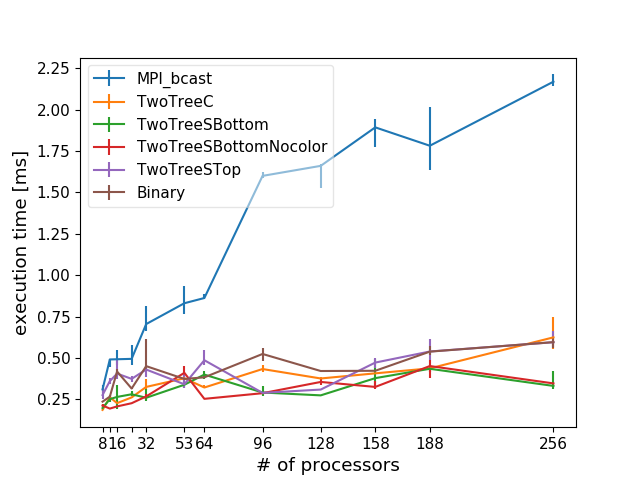 2.25
2.00
1.75
1.50
1.25
1.00
0.75
0.50
0.25
execution time [ms]
MPI_bcast
TwoTreeC
TwoTreeSBottom
TwoTreeSBottomNocolor
TwoTreeSTop
Binary
8 16 32 53 64 96 128 158 188 256
# of processors